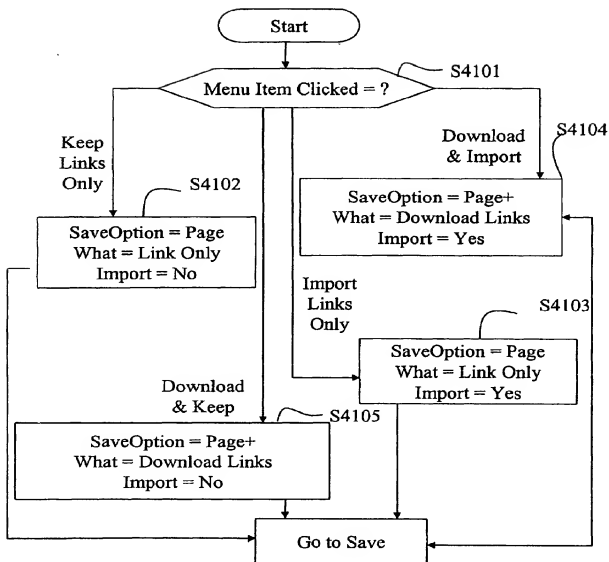 Start
Menu Item Clicked = ?
S4101
Keep
Links
Only
S4102
SaveOption = Page
What = Link Only
Import = No
Download
& Import
S4104
SaveOption = Page+
What = Download Links
Import = Yes
Import
Links
Only
S4103
SaveOption = Page
What = Link Only
Import = Yes
Download
& Keep
S4105
SaveOption = Page+
What = Download Links
Import = No
Go to Save